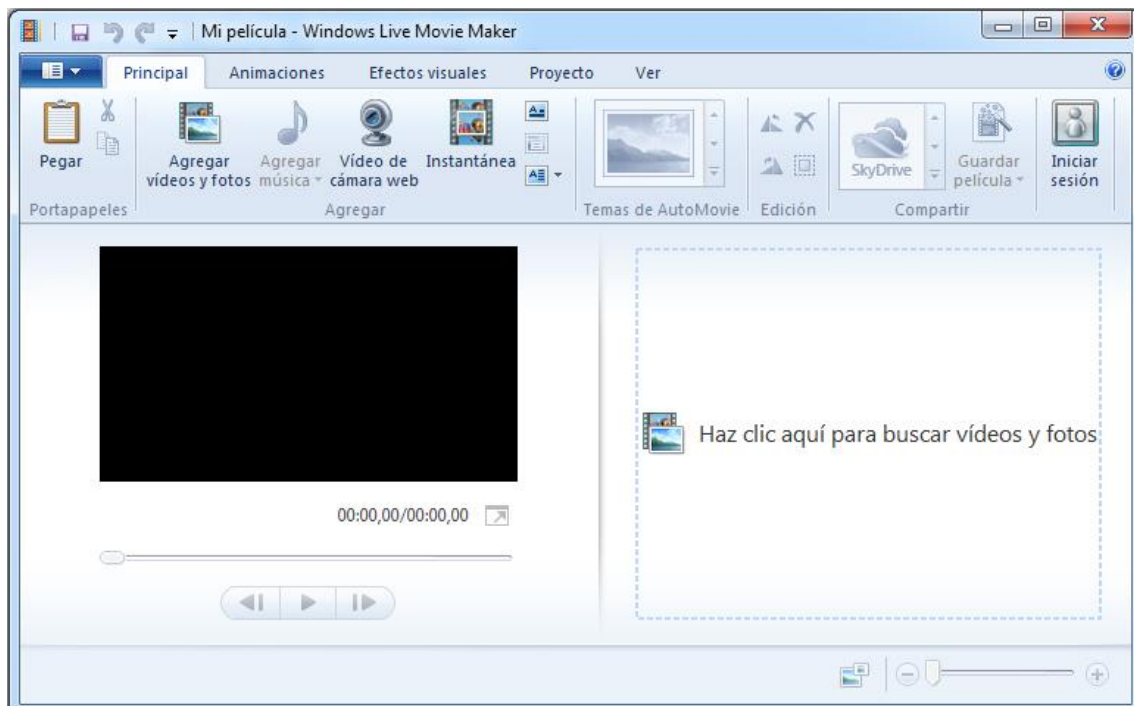 Mi película - Windows Live Movie Maker
Principal Animaciones Efectos visuales Proyecto Ver
Pegar
Agregar
vídeos y fotos
Agregar
música
Vídeo de
cámara web
Instantánea
SkyDrive
Guardar
película
Iniciar
sesión
Portapapeles Agregar Temas de AutoMovie Edición Compartir
Haz clic aquí para buscar vídeos y fotos
00:00,00/00:00,00